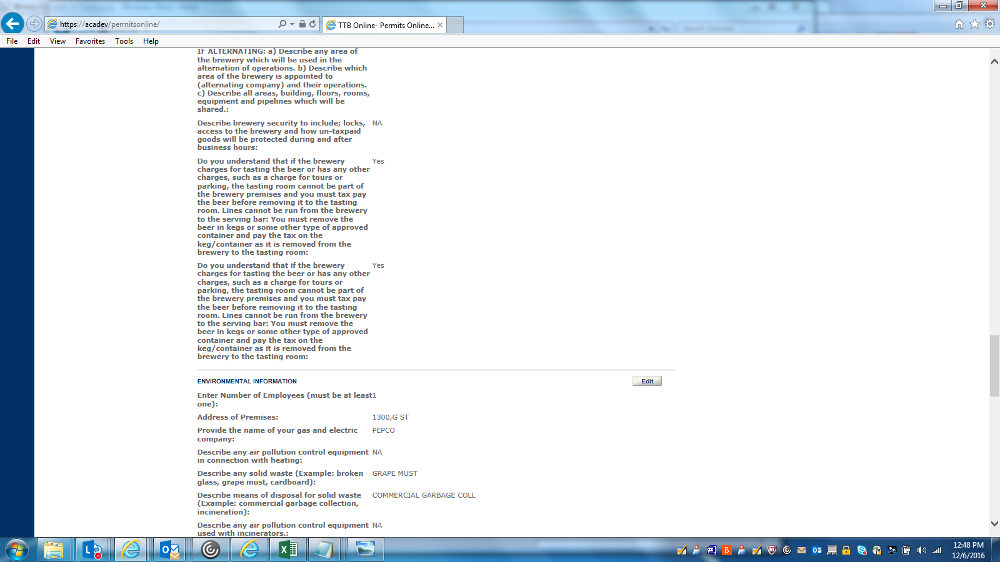 https://acadev/permitsonline/
TTB Online- Permits Online...
File Edit View Favorites Tools Help
IF ALTERNATING: a) Describe any area of
the brewery which will be used in the
alternation of operations. b) Describe which
area of the brewery is appointed to
(alternating company) and their operations.
c) Describe all areas, building, floors, rooms,
equipment and pipelines which will be
shared.:
Describe brewery security to include; locks, NA
access to the brewery and how un-taxpaid
goods will be protected during and after
business hours:
Do you understand that if the brewery Yes
charges for tasting the beer or has any other
charges, such as a charge for tours or
parking, the tasting room cannot be part of
the brewery premises and you must tax pay
the beer before removing it to the tasting
room. Lines cannot be run from the brewery
to the serving bar: You must remove the
beer in kegs or some other type of approved
container and pay the tax on the
keg/container as it is removed from the
brewery to the tasting room:
Do you understand that if the brewery Yes
charges for tasting the beer or has any other
charges, such as a charge for tours or
parking, the tasting room cannot be part of
the brewery premises and you must tax pay
the beer before removing it to the tasting
room. Lines cannot be run from the brewery
to the serving bar: You must remove the
beer in kegs or some other type of approved
container and pay the tax on the
keg/container as it is removed from the
brewery to the tasting room:
ENVIRONMENTAL INFORMATION Edit
Enter Number of Employees (must be at least 1
one):
Address of Premises: 1300,G ST
Provide the name of your gas and electric PEPCO
company:
Describe any air pollution control equipment NA
in connection with heating:
Describe any solid waste (Example: broken GRAPE MUST
glass, grape must, cardboard):
Describe means of disposal for solid waste COMMERCIAL GARBAGE COLL
(Example: commercial garbage collection,
incineration):
Describe any air pollution control equipment NA
used with incinerators.:
12:48 PM
12/6/2016